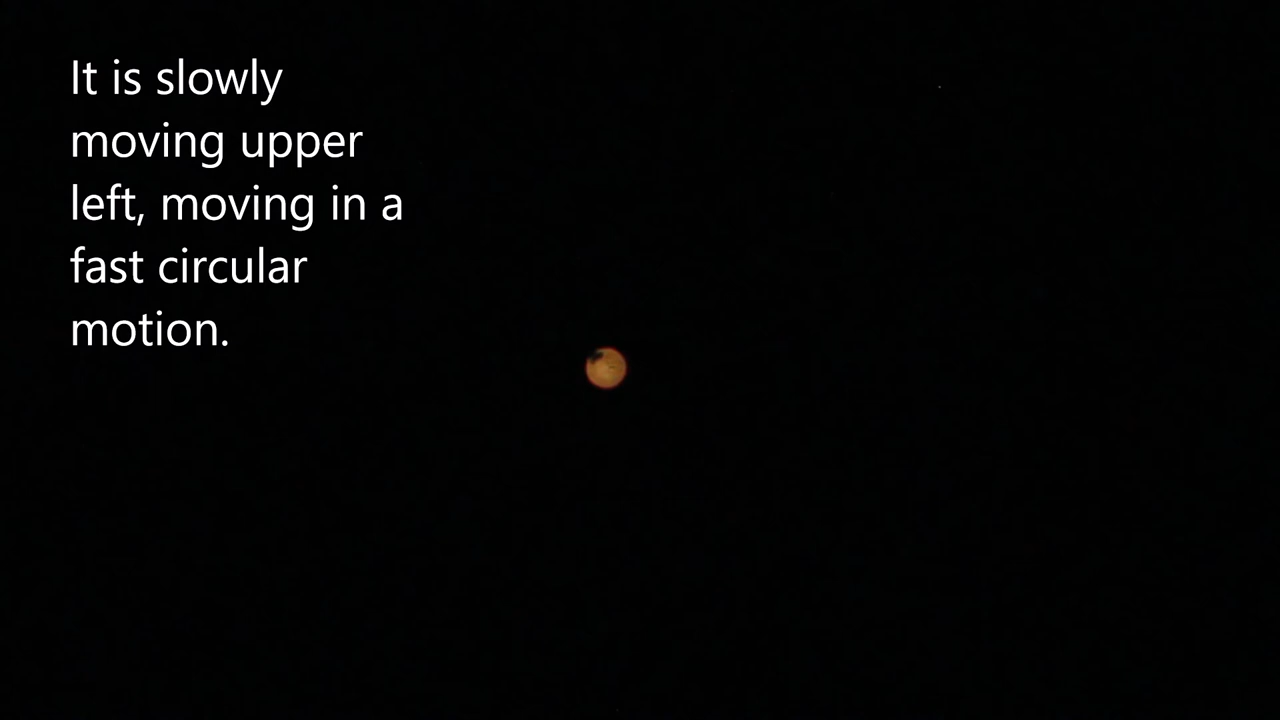 It is slowly
moving upper
left, moving in a
fast circular
motion.